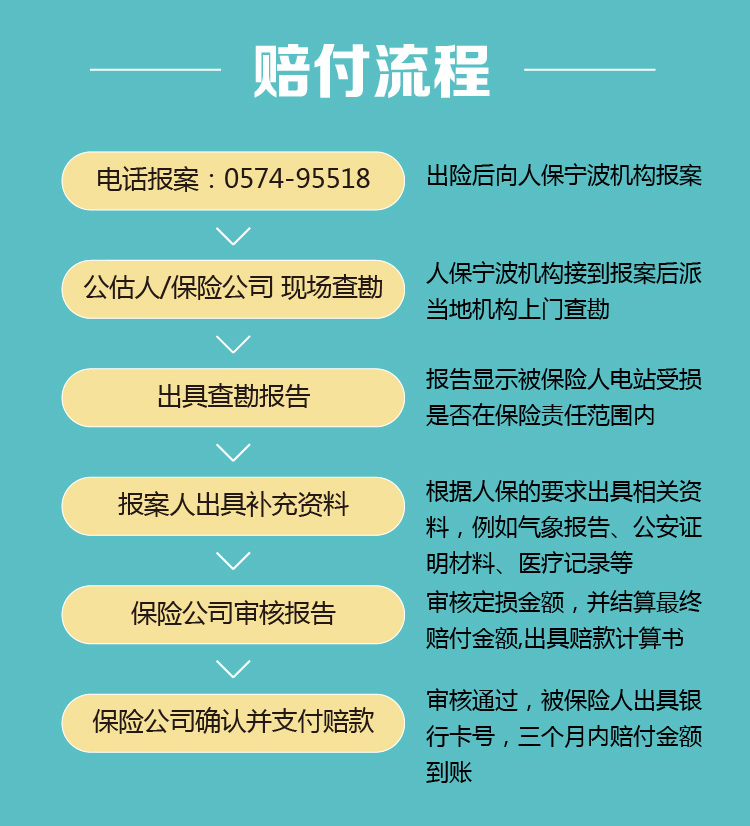 赔付流程
电话报案：0574-95518
出险后向人保宁波机构报案
公估人/保险公司 现场查勘
人保宁波机构接到报案后派
当地机构上门查勘
出具查勘报告
报告显示被保险人电站受损
是否在保险责任范围内
报案人出具补充资料
根据人保的要求出具相关资
料，例如气象报告、公安证
明材料、医疗记录等
保险公司审核报告
审核定损金额，并结算最终
赔付金额,出具赔款计算书
保险公司确认并支付赔款
审核通过，被保险人出具银
行卡号，三个月内赔付金额
到账